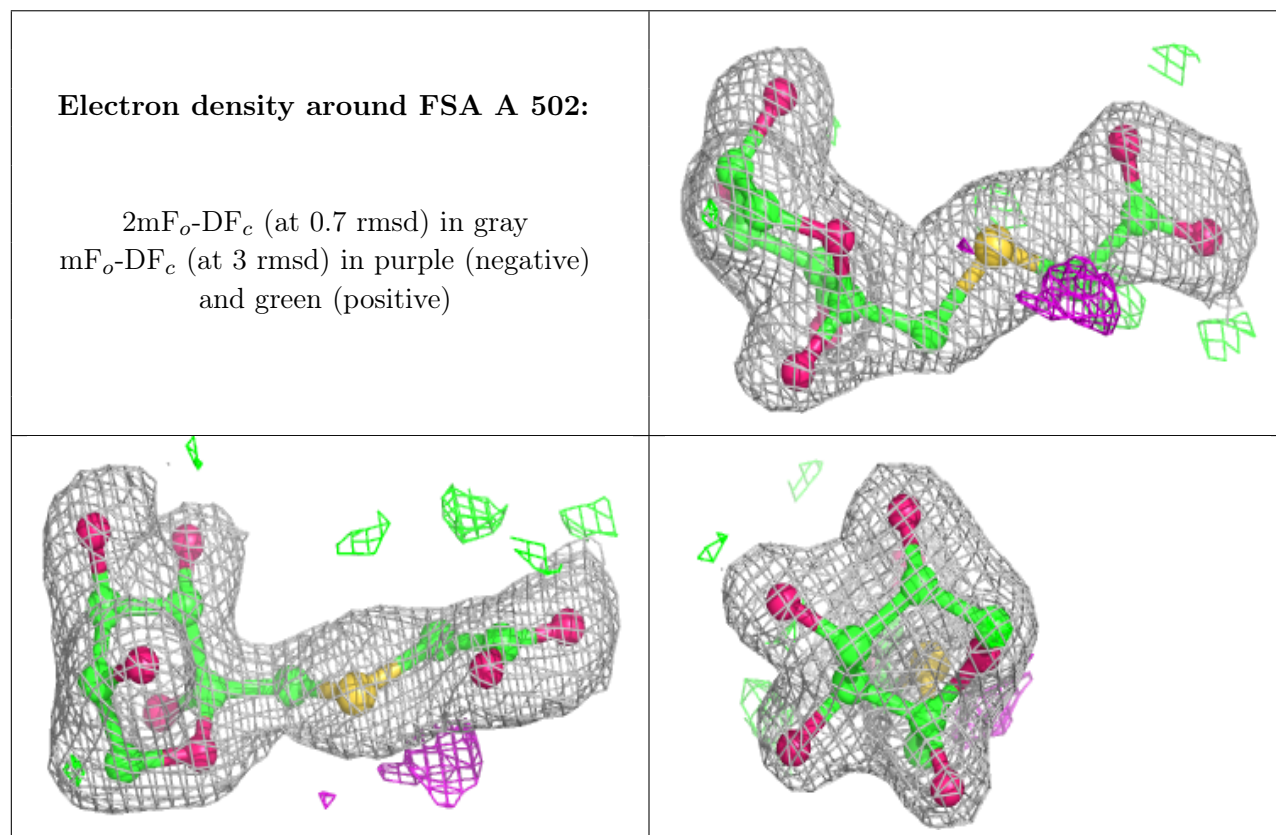 Electron density around FSA A 502:
2mFo-DFc (at 0.7 rmsd) in gray
mFo-DFc (at 3 rmsd) in purple (negative)
and green (positive)